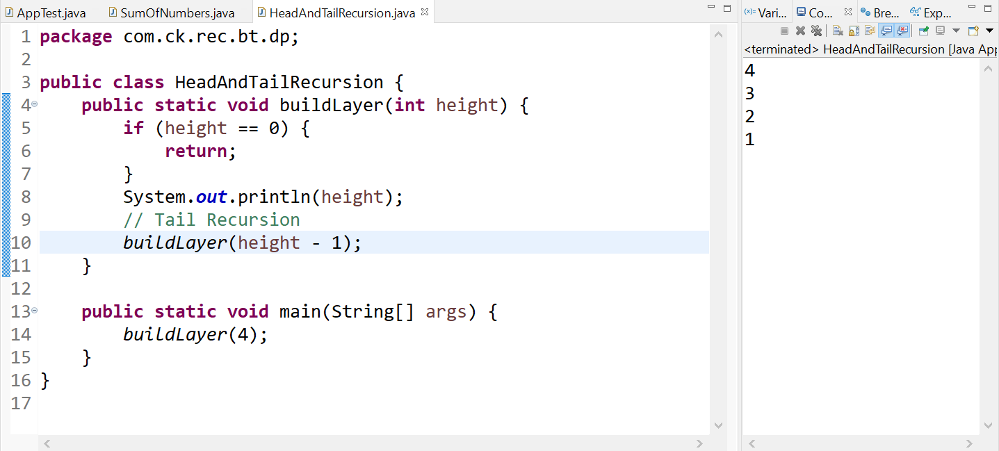 AppTest.java SumOfNumbers.java HeadAndTailRecursion.java
1 package com.ck.rec.bt.dp;
2
3 public class HeadAndTailRecursion {
4 public static void buildLayer(int height) {
5 if (height == 0) {
6 return;
7 }
8 System.out.println(height);
9 // Tail Recursion
10 buildLayer(height - 1);
11 }
12
13 public static void main(String[] args) {
14 buildLayer(4);
15 }
16 }
17
(x)= Vari... Co... Bre... Exp...
<terminated> HeadAndTailRecursion [Java App
4
3
2
1